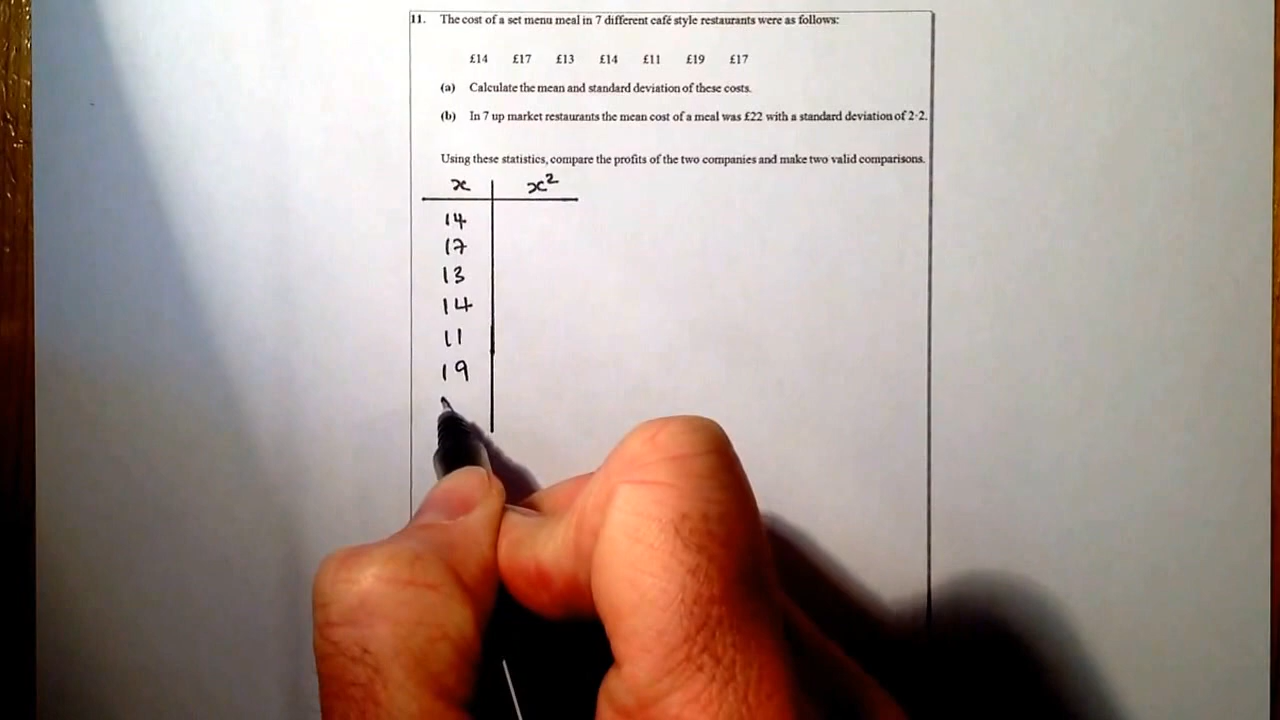 11. The cost of a set menu meal in 7 different café style restaurants were as follows:
£14 £17 £13 £14 £11 £19 £17
(a) Calculate the mean and standard deviation of these costs.
(b) In 7 up market restaurants the mean cost of a meal was £22 with a standard deviation of 2·2.
Using these statistics, compare the profits of the two companies and make two valid comparisons.
x x²
14
17
13
14
11
19